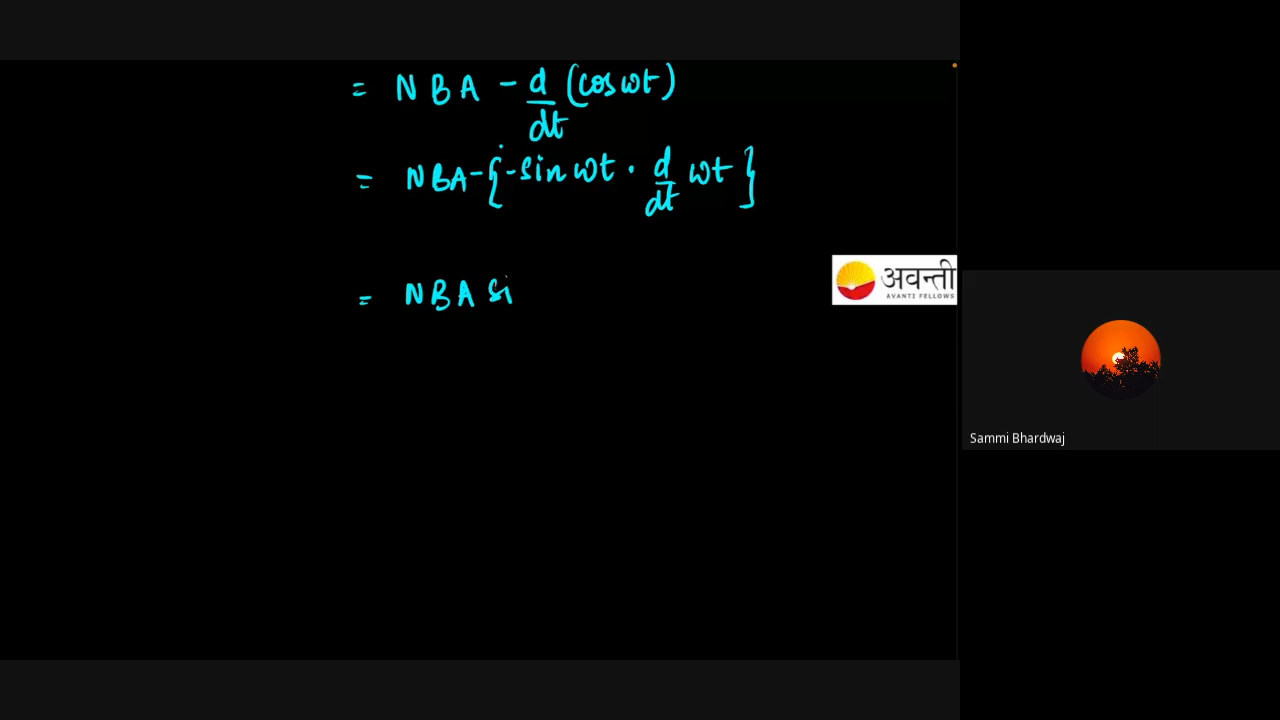 = NBA - d/dt (cos ωt)
= NBA - { - sin ωt · d/dt ωt }
= NBA si
अवन्ती
AVANTI FELLOWS
Sammi Bhardwaj